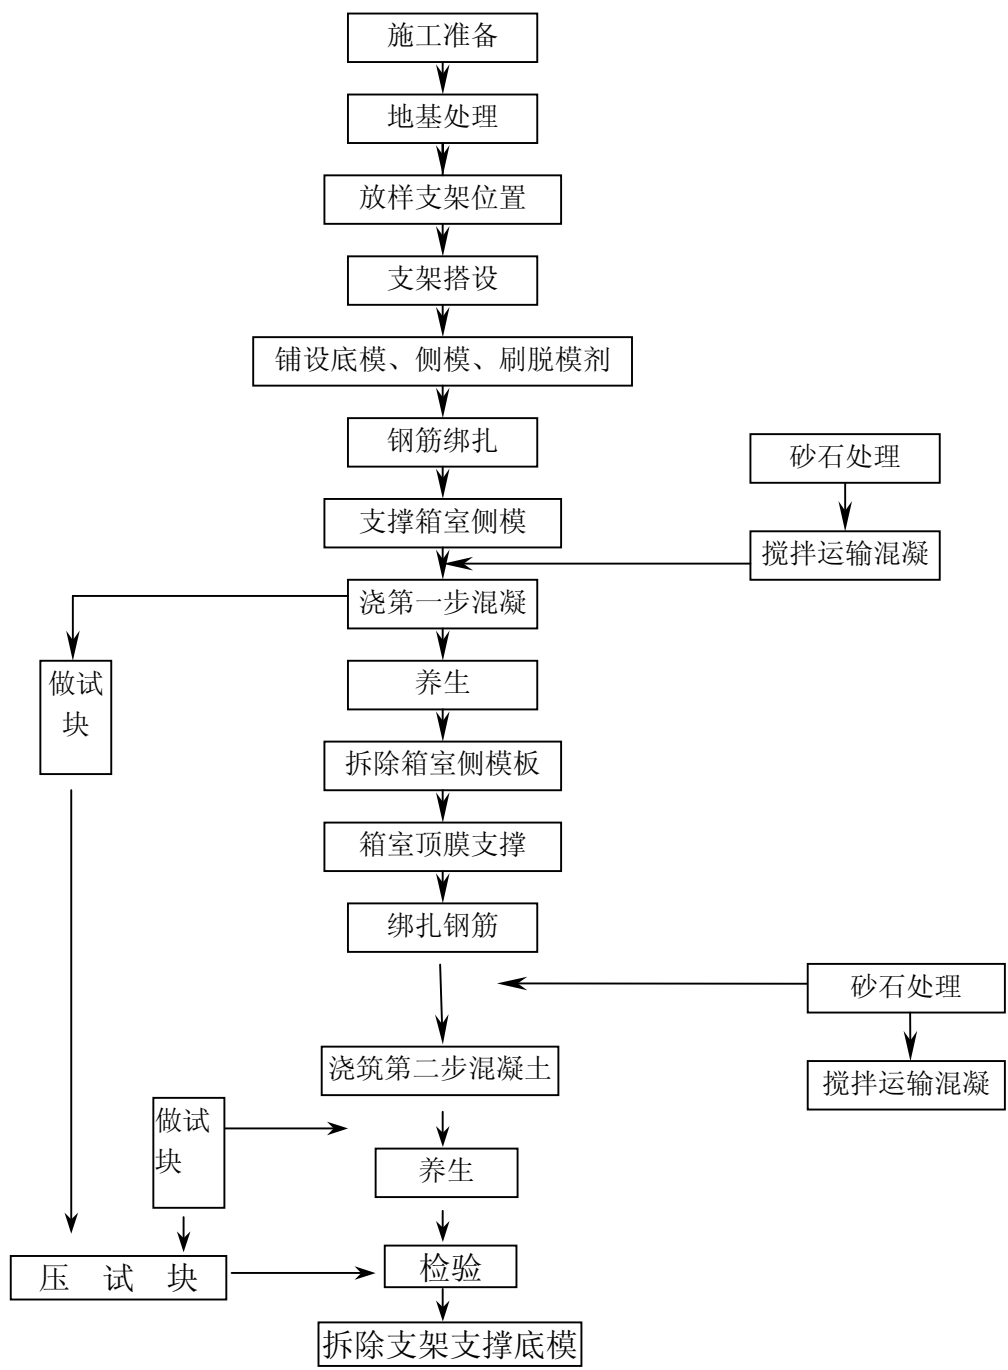 施工准备
地基处理
放样支架位置
支架搭设
铺设底模、侧模、刷脱模剂
钢筋绑扎
砂石处理
支撑箱室侧模
搅拌运输混凝
浇第一步混凝
做试
块
养生
拆除箱室侧模板
箱室顶膜支撑
绑扎钢筋
砂石处理
浇筑第二步混凝土
搅拌运输混凝
做试
块
养生
压 试 块
检验
拆除支架支撑底模